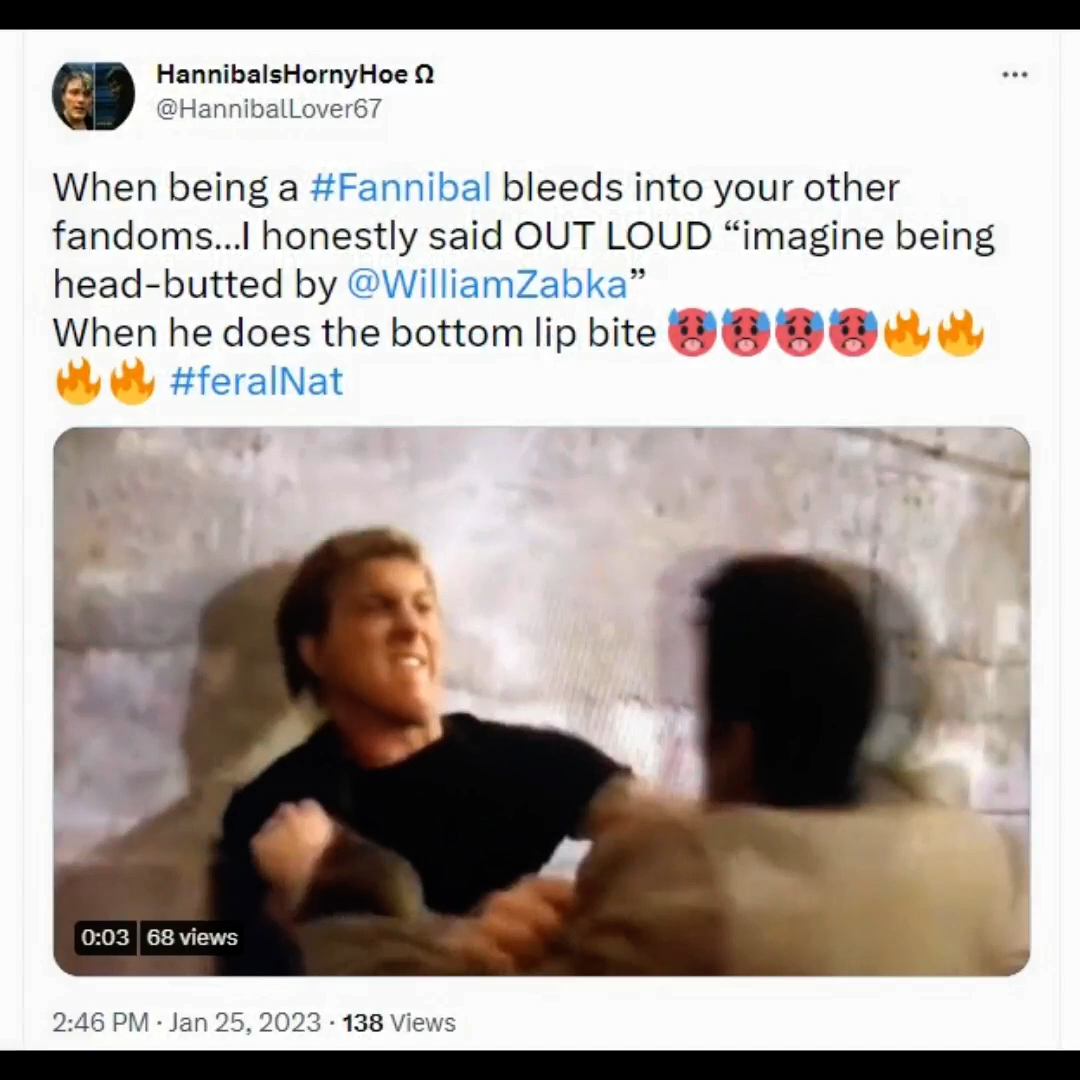 HannibalsHornyHoe Ω
@HannibalLover67
When being a #Fannibal bleeds into your other
fandoms...I honestly said OUT LOUD “imagine being
head-butted by @WilliamZabka”
When he does the bottom lip bite 🥵🥵🥵🥵🔥🔥
🔥🔥 #feralNat
0:03 68 views
2:46 PM · Jan 25, 2023 · 138 Views